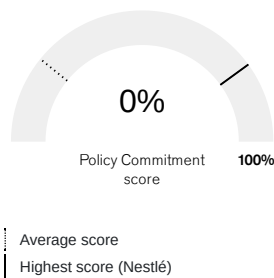 0%
Policy Commitment 100%
score
Average score
Highest score (Nestlé)